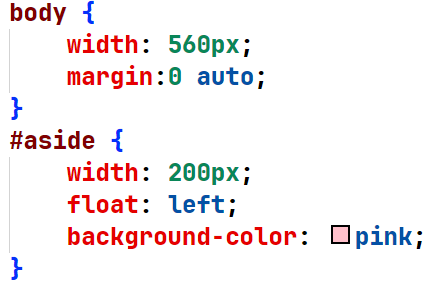 body {
    width: 560px;
    margin:0 auto;
}
#aside {
    width: 200px;
    float: left;
    background-color: pink;
}